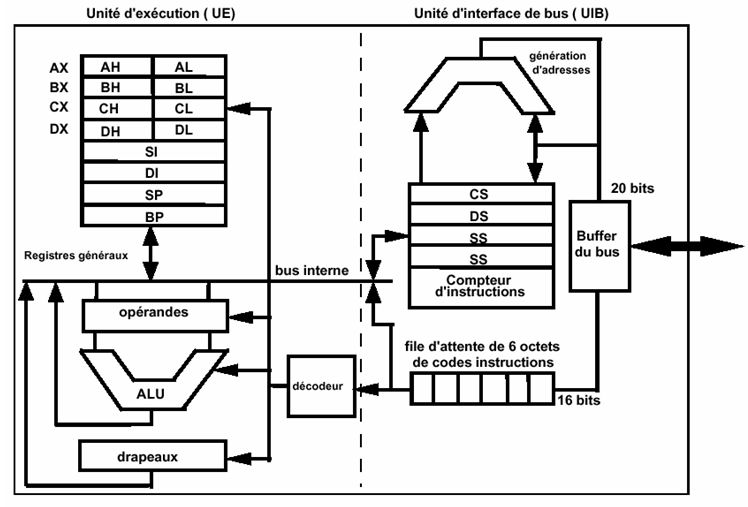 Unité d'exécution ( UE)
Unité d'interface de bus ( UIB)
AX AH AL
BX BH BL
CX CH CL
DX DH DL
SI
DI
SP
BP
Registres généraux
bus interne
opérandes
ALU
drapeaux
décodeur
génération
d'adresses
CS
DS
SS
SS
Compteur
d'instructions
20 bits
Buffer
du bus
file d'attente de 6 octets
de codes instructions
16 bits